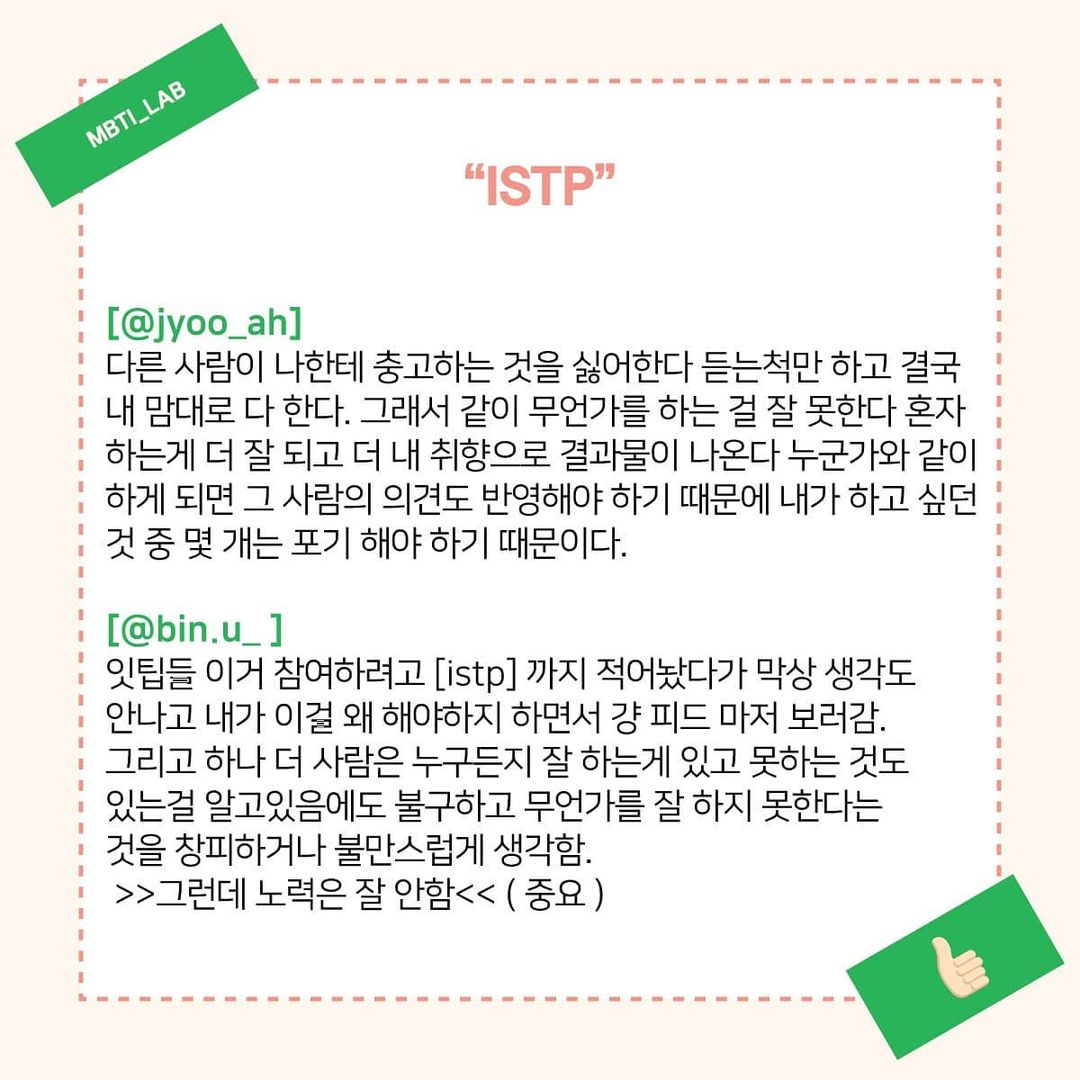 MBTI_LAB
“ISTP”
[@jyoo_ah]
다른 사람이 나한테 충고하는 것을 싫어한다 듣는척만 하고 결국
내 맘대로 다 한다. 그래서 같이 무언가를 하는 걸 잘 못한다 혼자
하는게 더 잘 되고 더 내 취향으로 결과물이 나온다 누군가와 같이
하게 되면 그 사람의 의견도 반영해야 하기 때문에 내가 하고 싶던
것 중 몇 개는 포기 해야 하기 때문이다.
[@bin.u_ ]
잇팁들 이거 참여하려고 [istp] 까지 적어놨다가 막상 생각도
안나고 내가 이걸 왜 해야하지 하면서 걍 피드 마저 보러감.
그리고 하나 더 사람은 누구든지 잘 하는게 있고 못하는 것도
있는걸 알고있음에도 불구하고 무언가를 잘 하지 못한다는
것을 창피하거나 불만스럽게 생각함.
>>그런데 노력은 잘 안함<< ( 중요 )